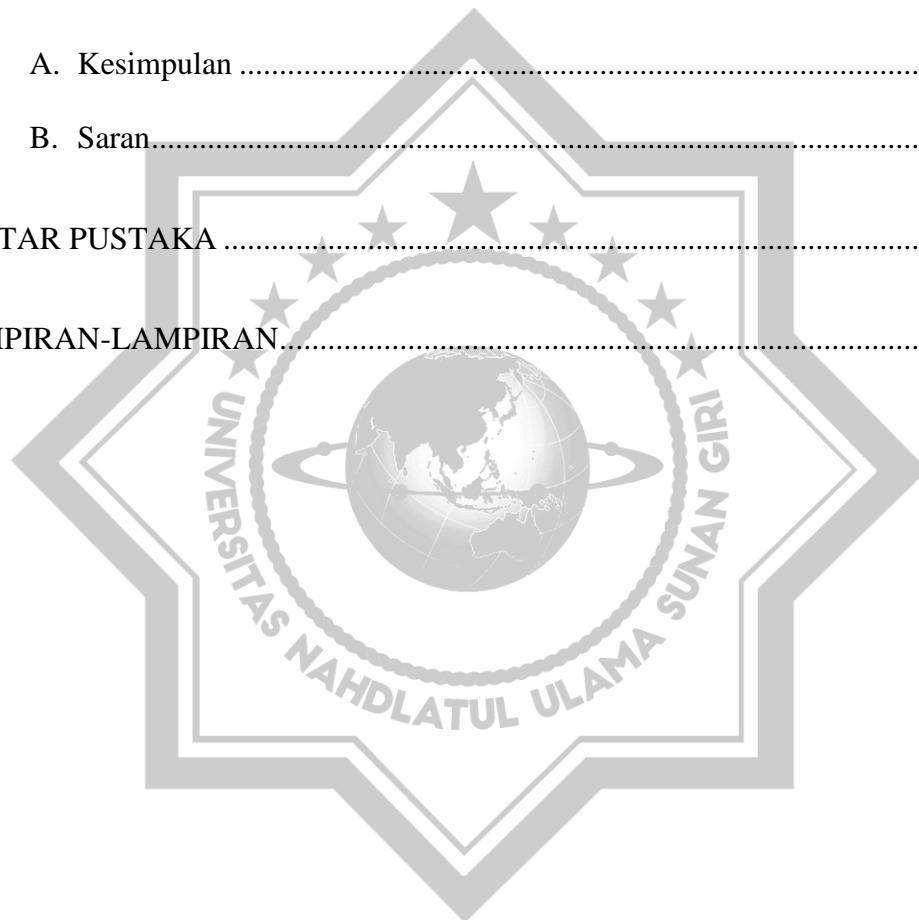 A. Kesimpulan ....................................................................................
B. Saran................................................................................................
TAR PUSTAKA ......................................................................................
PIRAN-LAMPIRAN................................................................................
UNIVERSITAS NAHDLATUL ULAMA SUNAN GIRI